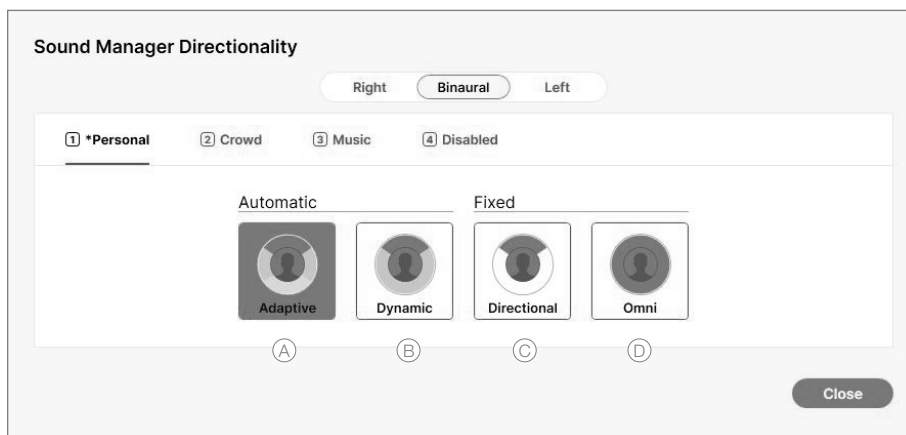 Sound Manager Directionality
Right Binaural Left
1 *Personal 2 Crowd 3 Music 4 Disabled
Automatic Fixed
Adaptive Dynamic Directional Omni
A B C D
Close